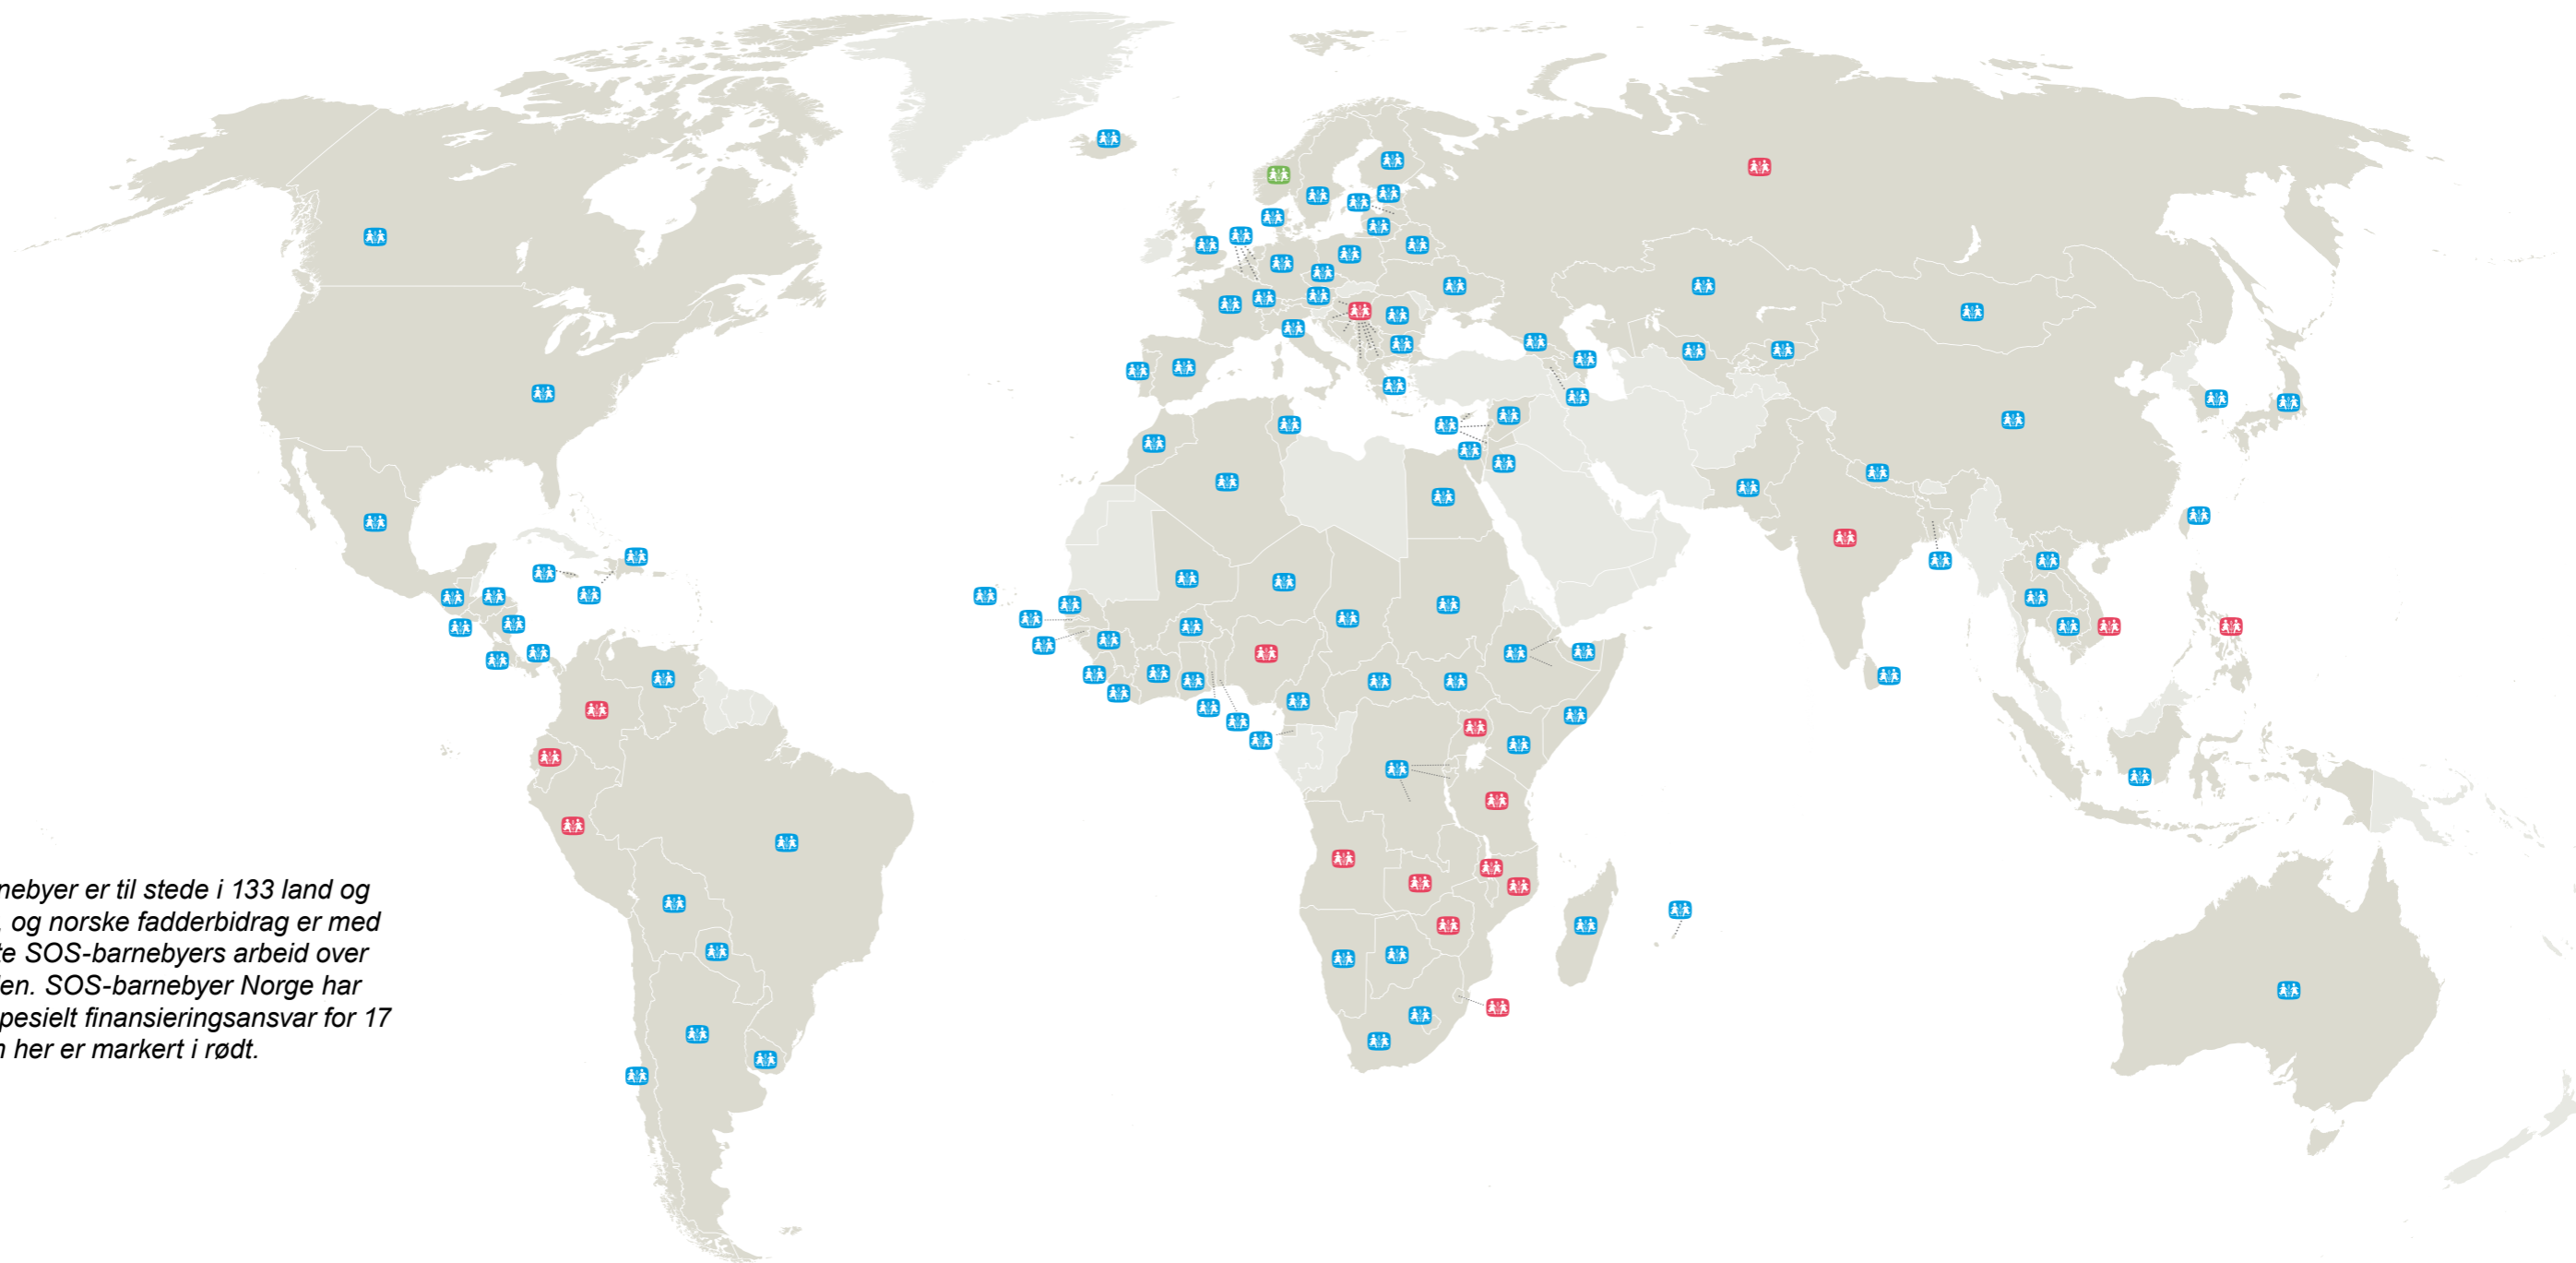 nebyer er til stede i 133 land og
, og norske fadderbidrag er med
te SOS-barnebyers arbeid over
en. SOS-barnebyer Norge har
pesielt finansieringsansvar for 17
her er markert i rødt.